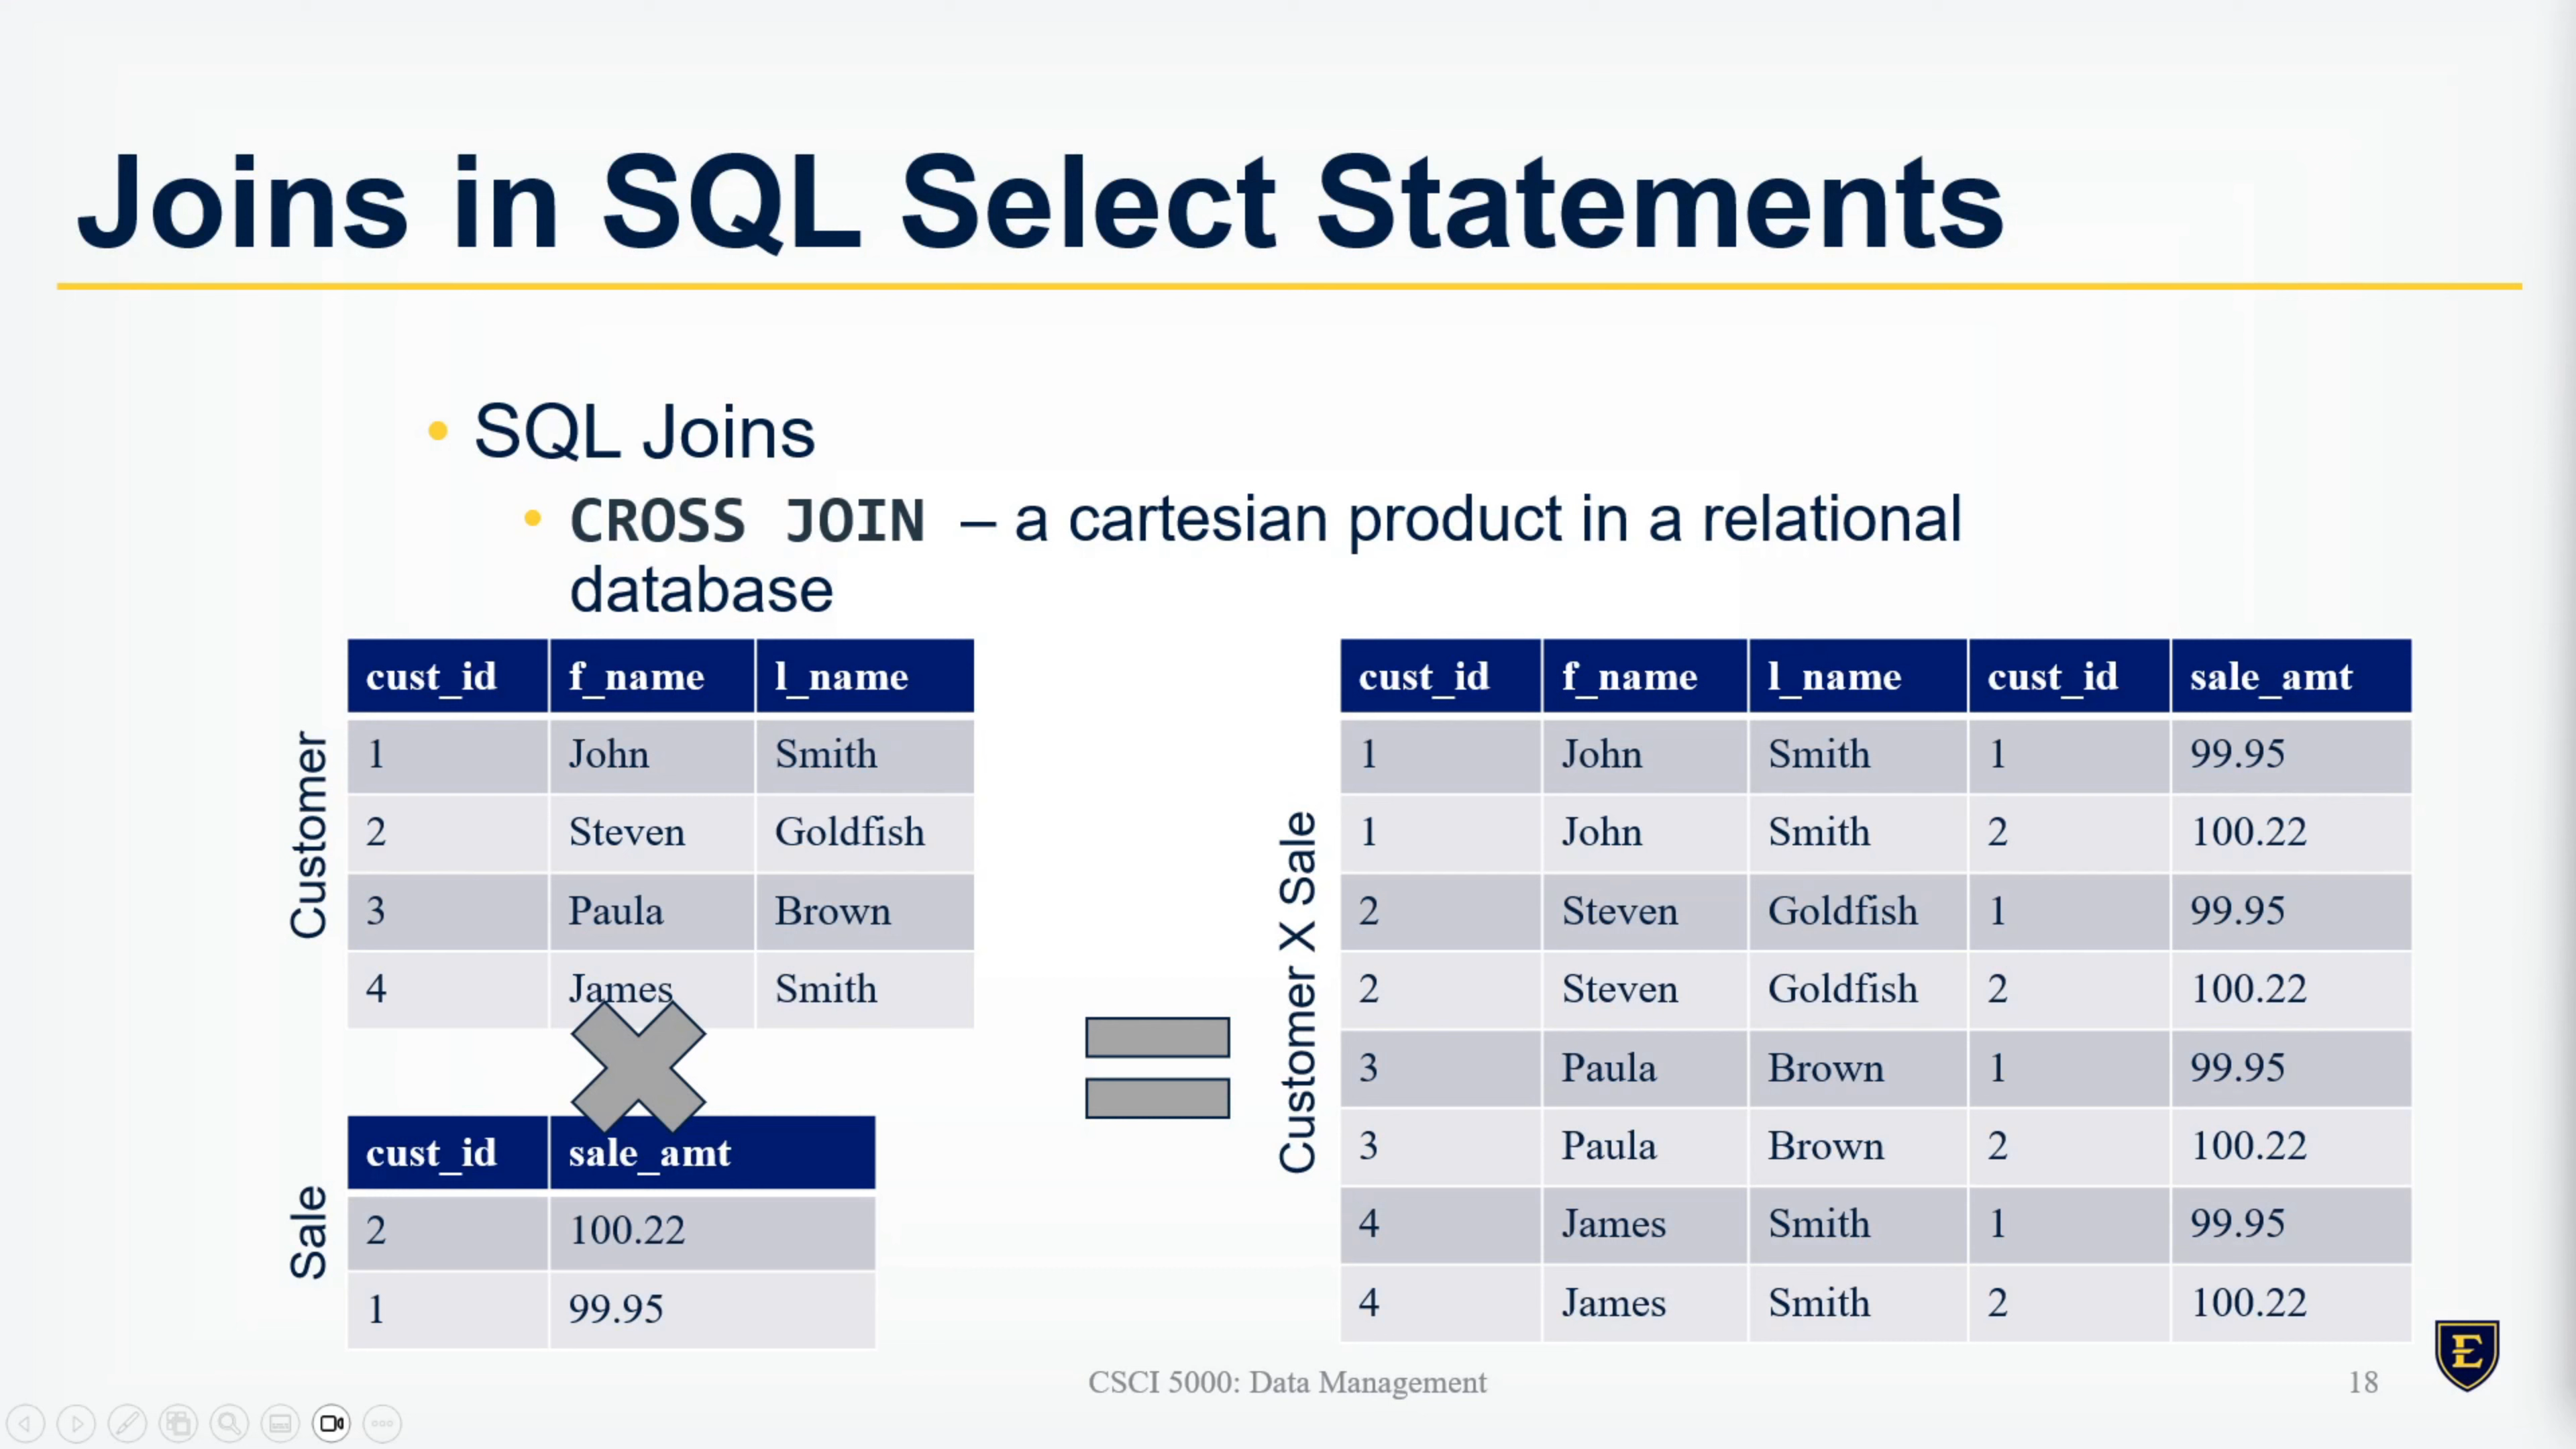 Joins in SQL Select Statements
• SQL Joins
• CROSS JOIN – a cartesian product in a relational
database
Customer
cust_id f_name l_name
1 John Smith
2 Steven Goldfish
3 Paula Brown
4 James Smith
Sale
cust_id sale_amt
2 100.22
1 99.95
Customer X Sale
cust_id f_name l_name cust_id sale_amt
1 John Smith 1 99.95
1 John Smith 2 100.22
2 Steven Goldfish 1 99.95
2 Steven Goldfish 2 100.22
3 Paula Brown 1 99.95
3 Paula Brown 2 100.22
4 James Smith 1 99.95
4 James Smith 2 100.22
CSCI 5000: Data Management
18
E